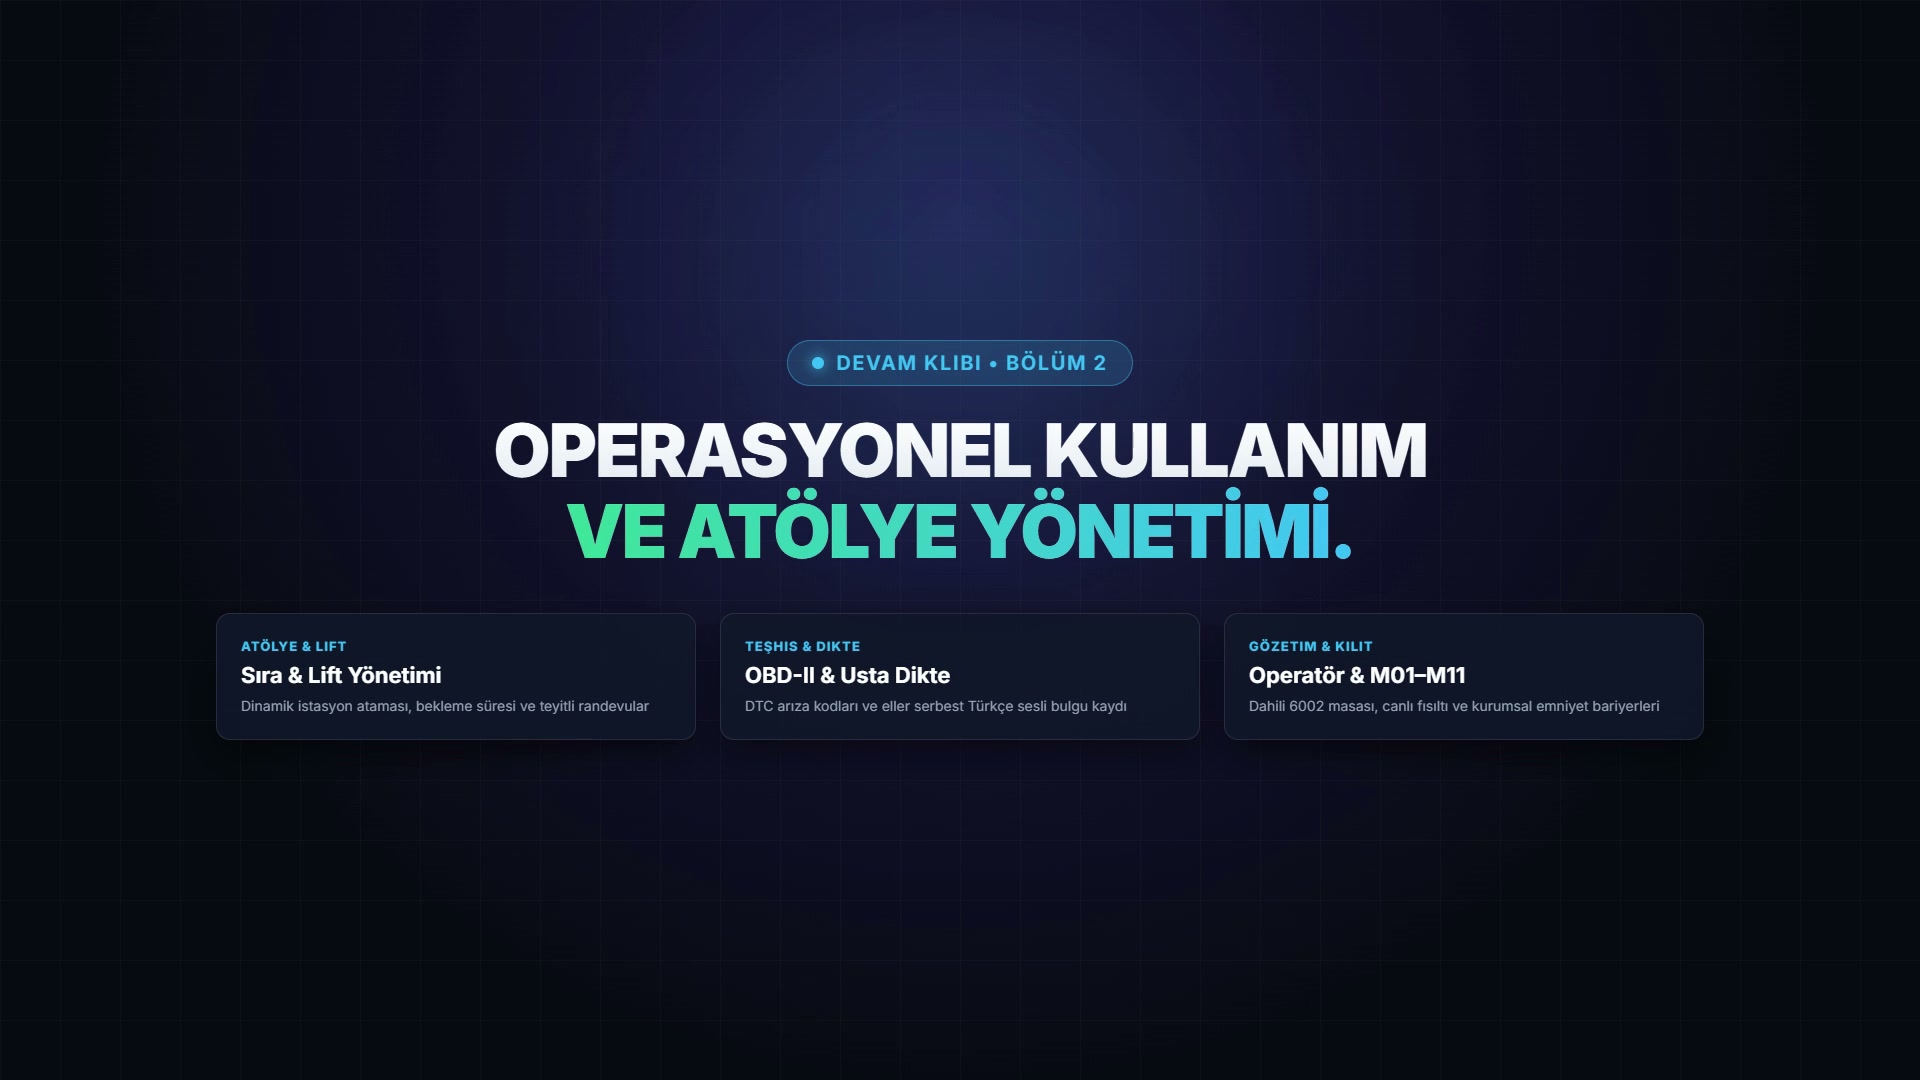 DEVAM KLIBI • BÖLÜM 2
OPERASYONEL KULLANIM
VE ATÖLYE YÖNETİMİ.
ATÖLYE & LIFT
Sıra & Lift Yönetimi
Dinamik istasyon ataması, bekleme süresi ve teyitli randevular
TEŞHIS & DIKTE
OBD-II & Usta Dikte
DTC arıza kodları ve eller serbest Türkçe sesli bulgu kaydı
GÖZETIM & KILIT
Operatör & M01–M11
Dahili 6002 masası, canlı fısıltı ve kurumsal emniyet bariyerleri